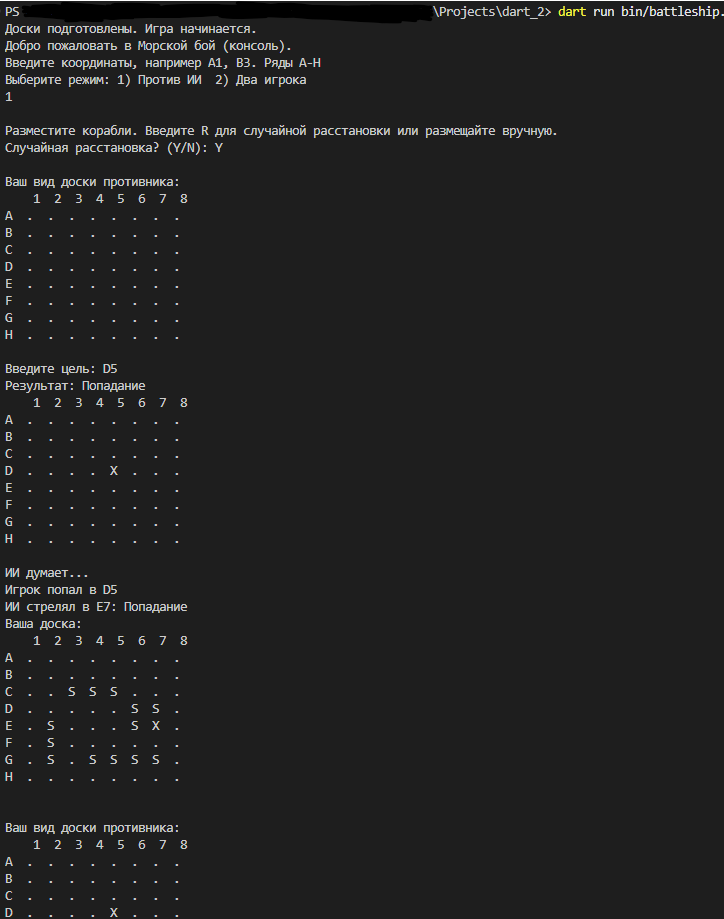 PS \Projects\dart_2> dart run bin/battleship.
Доски подготовлены. Игра начинается.
Добро пожаловать в Морской бой (консоль).
Введите координаты, например A1, B3. Ряды A-H
Выберите режим: 1) Против ИИ  2) Два игрока
1
Разместите корабли. Введите R для случайной расстановки или размещайте вручную.
Случайная расстановка? (Y/N): Y
Ваш вид доски противника:
1 2 3 4 5 6 7 8
A . . . . . . . .
B . . . . . . . .
C . . . . . . . .
D . . . . . . . .
E . . . . . . . .
F . . . . . . . .
G . . . . . . . .
H . . . . . . . .
Введите цель: D5
Результат: Попадание
1 2 3 4 5 6 7 8
A . . . . . . . .
B . . . . . . . .
C . . . . . . . .
D . . . . X . . .
E . . . . . . . .
F . . . . . . . .
G . . . . . . . .
H . . . . . . . .
ИИ думает...
Игрок попал в D5
ИИ стрелял в E7: Попадание
Ваша доска:
1 2 3 4 5 6 7 8
A . . . . . . . .
B . . . . . . . .
C . . S S S . . .
D . . . . . S S .
E . S . . . S X .
F . S . . . . . .
G . S . S S S S .
H . . . . . . . .
Ваш вид доски противника:
1 2 3 4 5 6 7 8
A . . . . . . . .
B . . . . . . . .
C . . . . . . . .
D . . . . X . . .